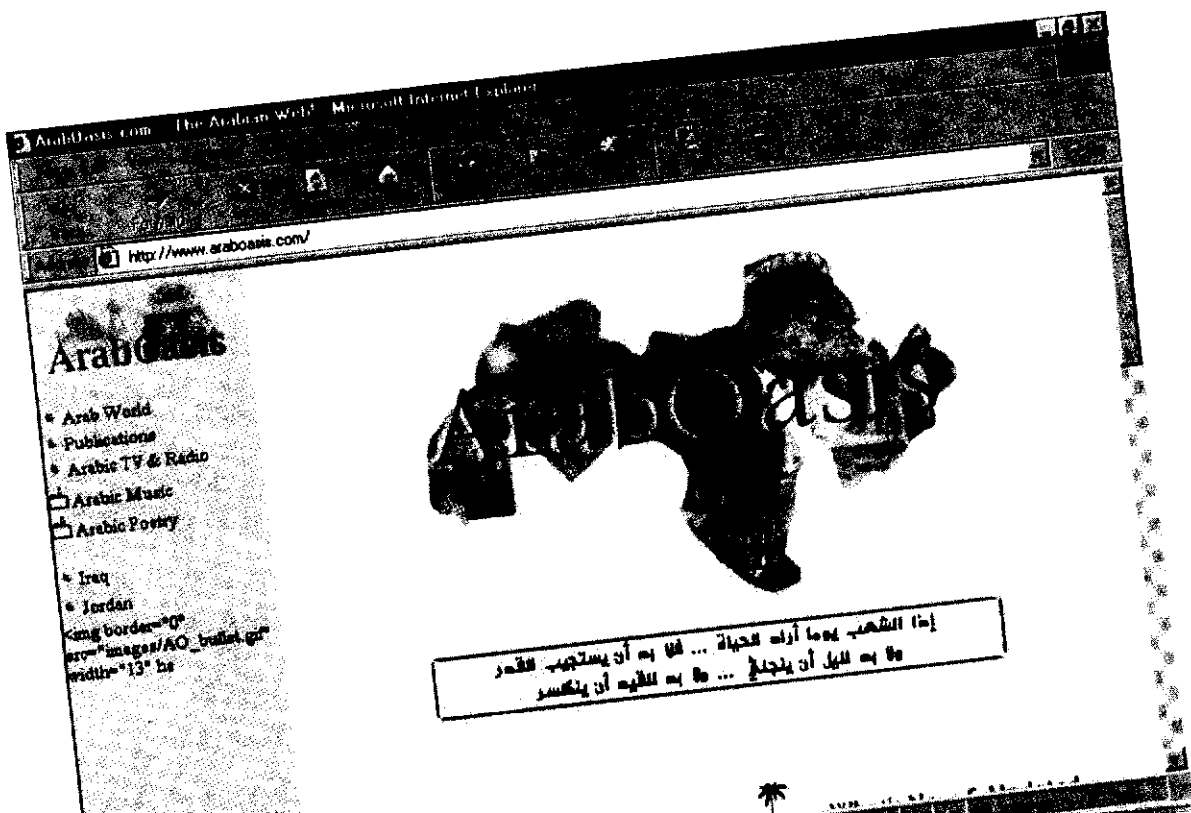 ArabOasis.com - The Arabian Web! - Microsoft Internet Explorer
http://www.araboasis.com/
ArabOasis
Arab World
Publications
Arabic TV & Radio
Arabic Music
Arabic Poetry
Iraq
Jordan
<img border="0"
src="images/AO_bullet.gif"
width="13" he
ArabOasis
إذا الشعب يوما أراد الحياة ... فلا بد أن يستجيب القدر
ولا بد لليل أن ينجلي ... ولا بد للقيد أن ينكسر